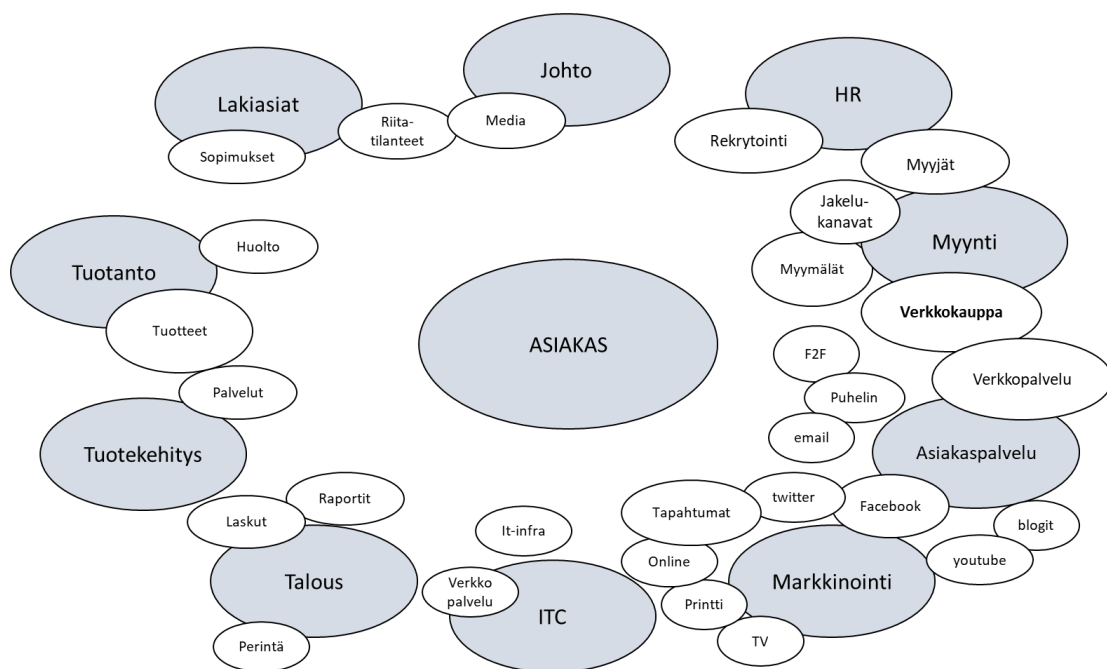 Johto
HR
Lakiasiat
Media
Riita-
tilanteet
Rekrytointi
Sopimukset
Myyjät
Jakelu-
kanavat
Myynti
Huolto
Tuotanto
Myymälät
Verkkokauppa
Tuotteet
ASIAKAS
F2F
Verkkopalvelu
Palvelut
Puhelin
email
Tuotekehitys
Asiakaspalvelu
Raportit
twitter
Facebook
Tapahtumat
Laskut
It-infra
blogit
youtube
Online
Talous
Verkko
palvelu
Markkinointi
Printti
ITC
TV
Perintä